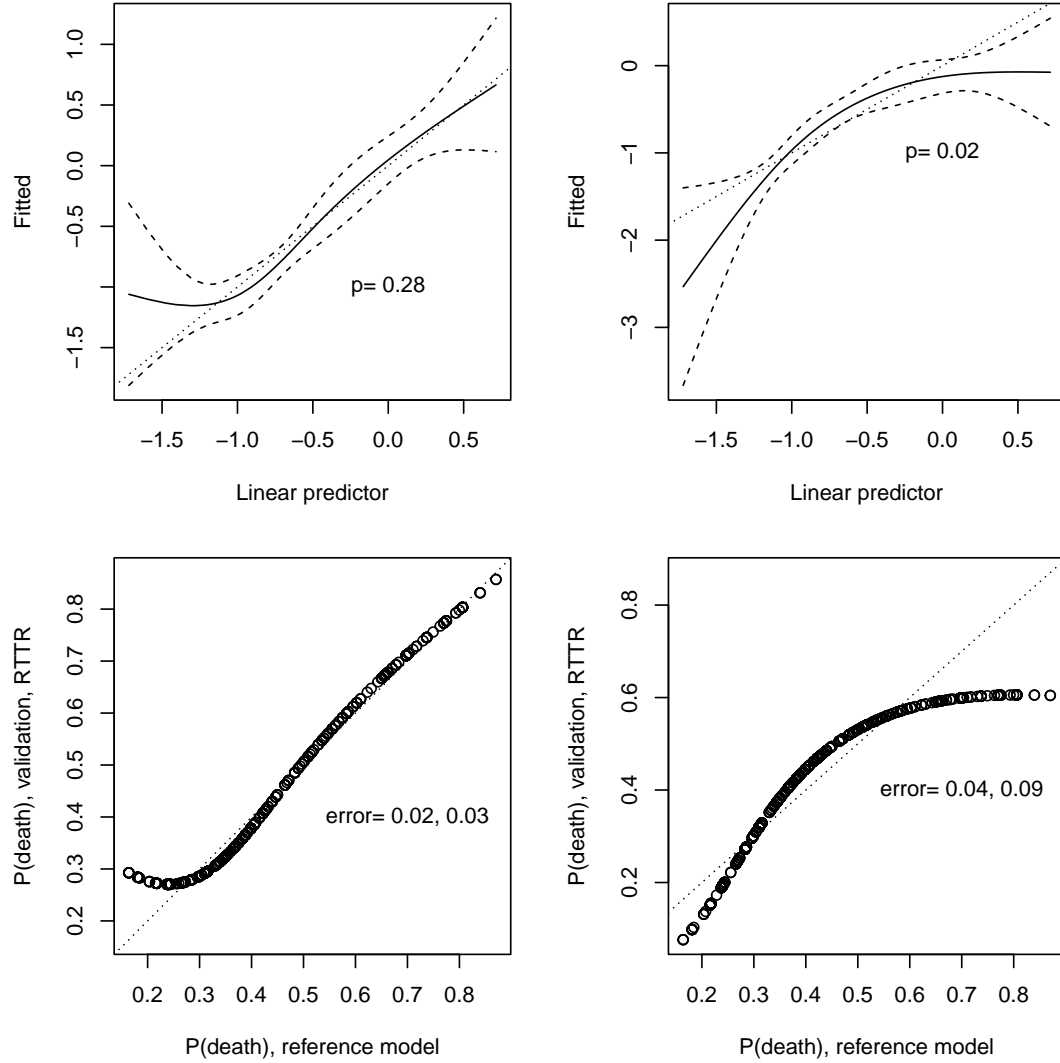 1.0
0.5
0.0
−0.5
−1.5
Fitted
p= 0.28
−1.5 −1.0 −0.5 0.0 0.5
Linear predictor
0
−1
−2
−3
Fitted
p= 0.02
−1.5 −1.0 −0.5 0.0 0.5
Linear predictor
0.8
0.7
0.6
0.5
0.4
0.3
0.2
P(death), validation, RTTR
error= 0.02, 0.03
0.2 0.3 0.4 0.5 0.6 0.7 0.8
P(death), reference model
0.8
0.6
0.4
0.2
P(death), validation, RTTR
error= 0.04, 0.09
0.2 0.3 0.4 0.5 0.6 0.7 0.8
P(death), reference model